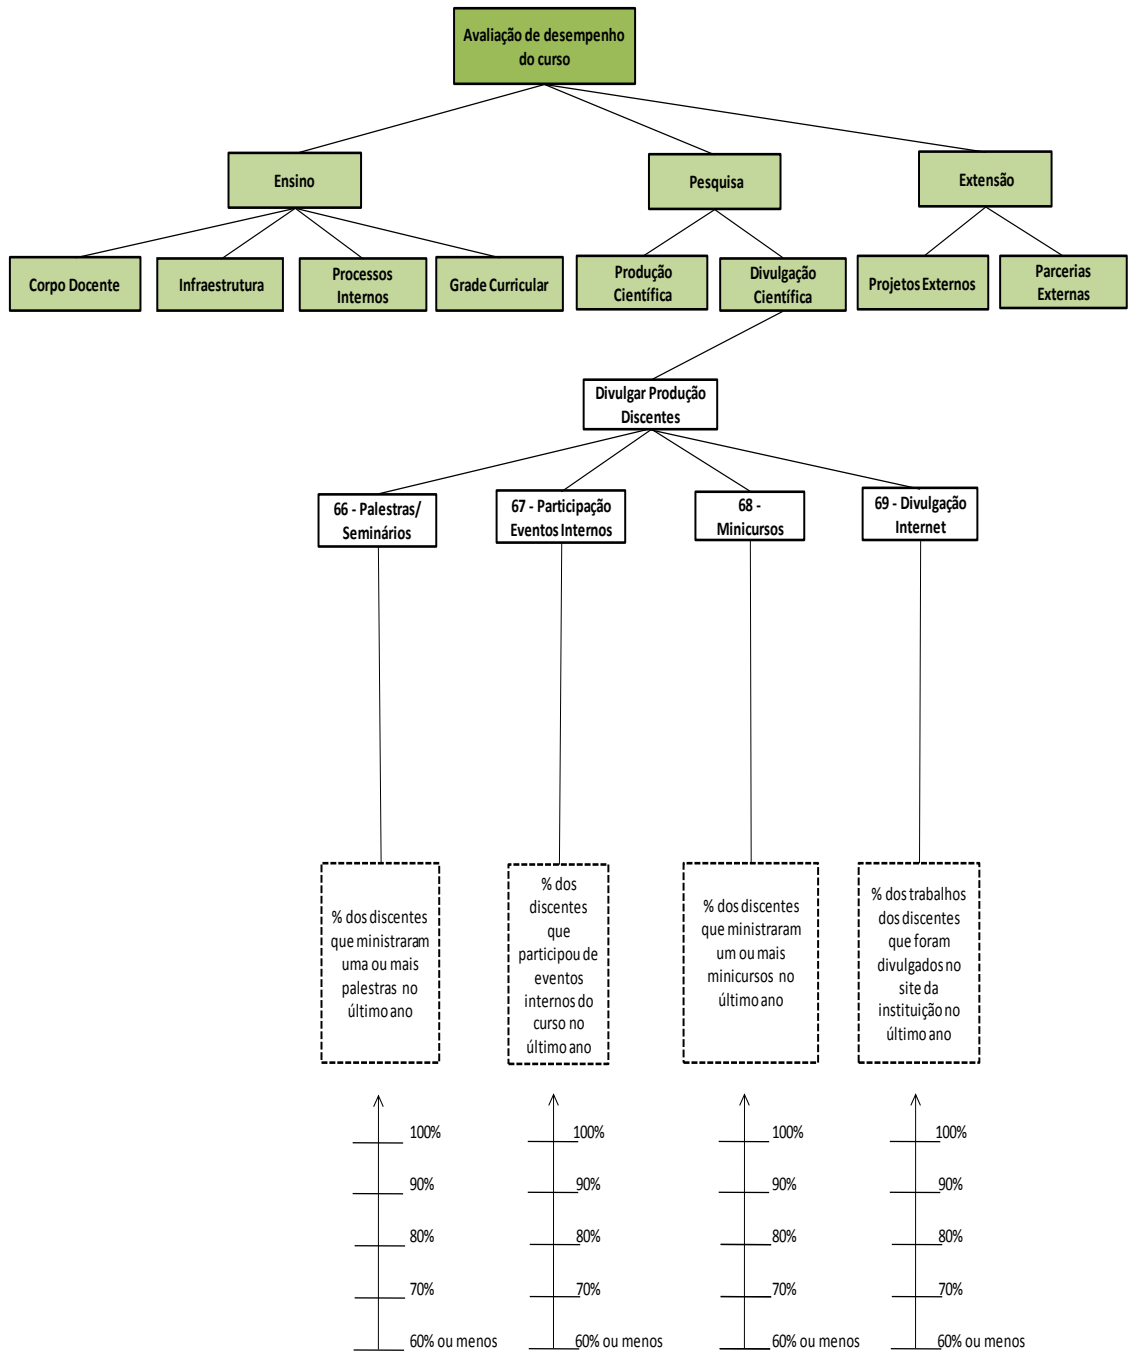 Avaliação de desempenho
do curso
Ensino
Pesquisa
Extensão
Corpo Docente
Infraestrutura
Processos
Internos
Grade Curricular
Produção
Científica
Divulgação
Científica
Projetos Externos
Parcerias
Externas
Divulgar Produção
Discentes
66 - Palestras/
Seminários
67 - Participação
Eventos Internos
68 -
Minicursos
69 - Divulgação
Internet
% dos discentes
que ministraram
uma ou mais
palestras no
último ano
% dos
discentes
que
participou de
eventos
internos do
curso no
último ano
% dos discentes
que ministraram
um ou mais
minicursos no
último ano
% dos trabalhos
dos discentes
que foram
divulgados no
site da
instituição no
último ano
100%
90%
80%
70%
60% ou menos
100%
90%
80%
70%
60% ou menos
100%
90%
80%
70%
60% ou menos
100%
90%
80%
70%
60% ou menos